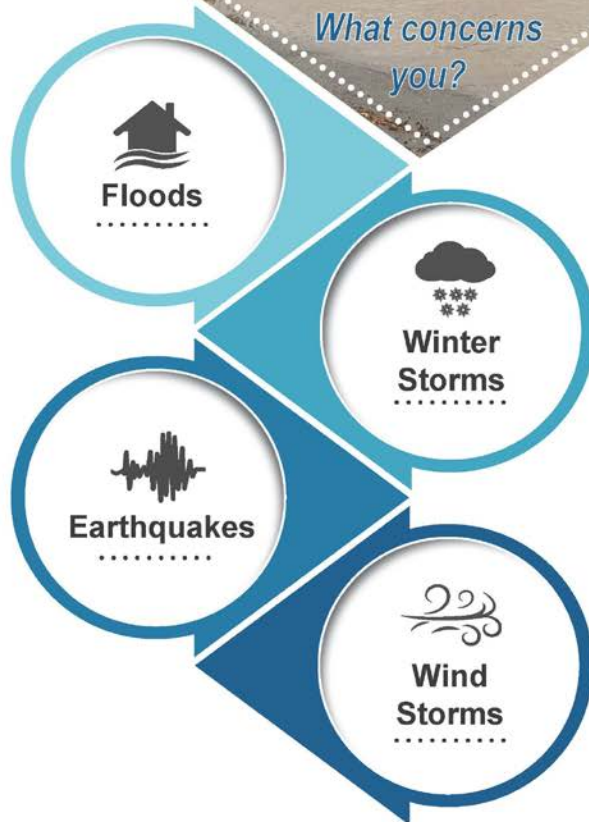 What concerns
you?
Floods
Winter
Storms
Earthquakes
Wind
Storms